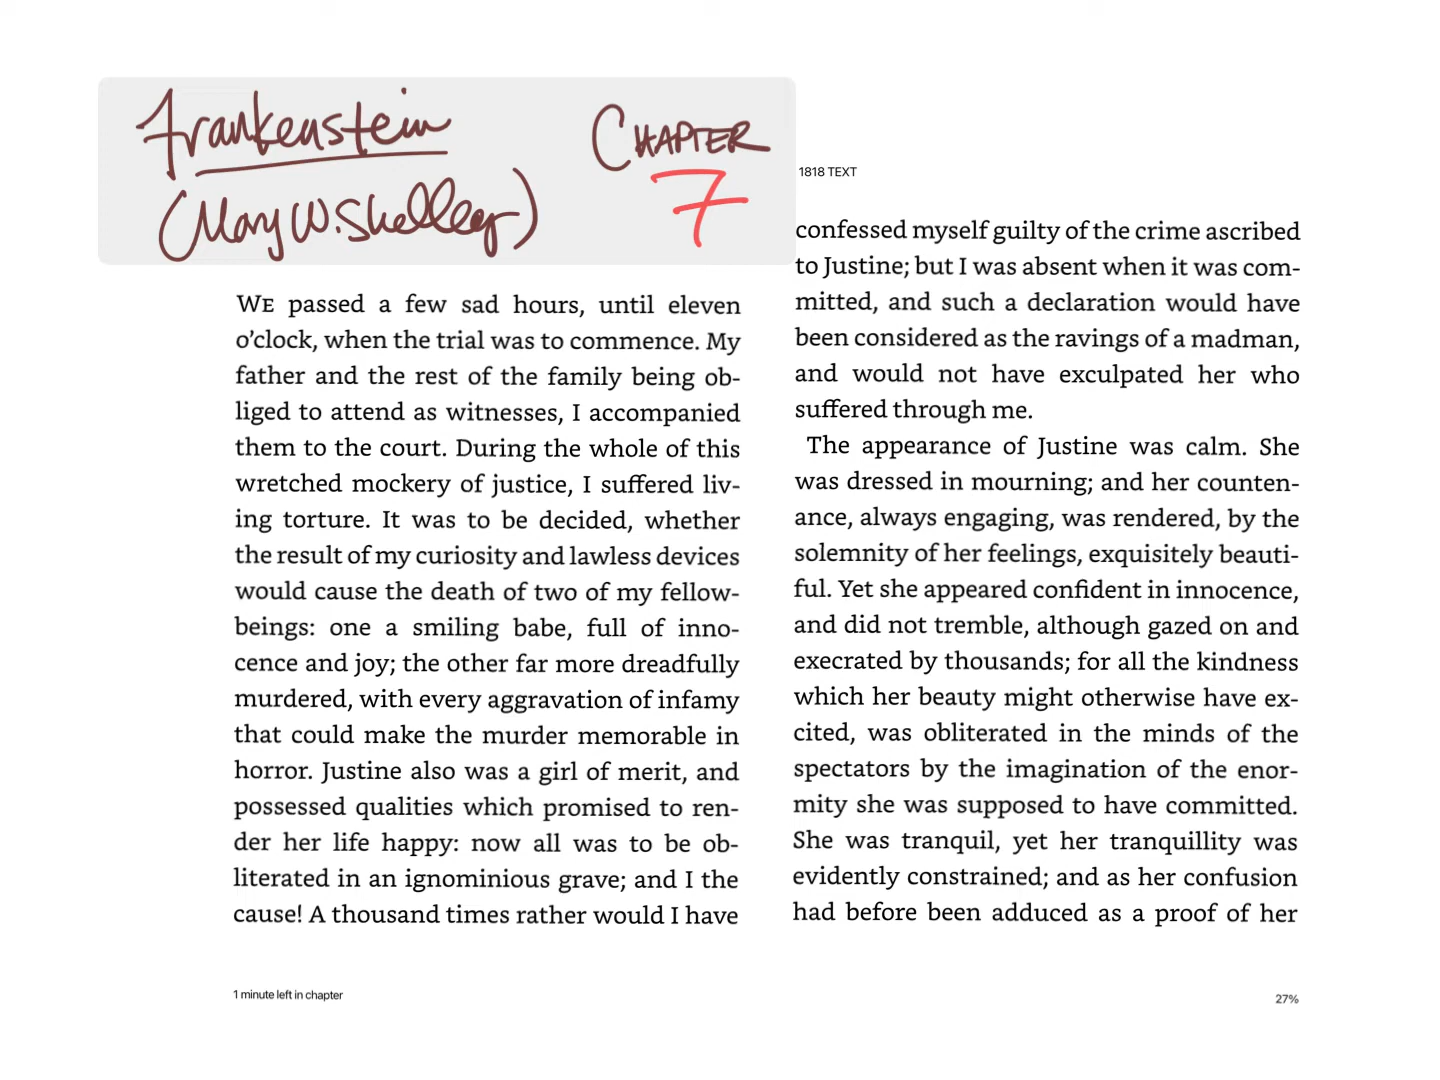 Frankenstein
(Mary W. Shelley)
CHAPTER
7
WE passed a few sad hours, until eleven
o’clock, when the trial was to commence. My
father and the rest of the family being ob-
liged to attend as witnesses, I accompanied
them to the court. During the whole of this
wretched mockery of justice, I suffered liv-
ing torture. It was to be decided, whether
the result of my curiosity and lawless devices
would cause the death of two of my fellow-
beings: one a smiling babe, full of inno-
cence and joy; the other far more dreadfully
murdered, with every aggravation of infamy
that could make the murder memorable in
horror. Justine also was a girl of merit, and
possessed qualities which promised to ren-
der her life happy: now all was to be ob-
literated in an ignominious grave; and I the
cause! A thousand times rather would I have
1 minute left in chapter
1818 TEXT
confessed myself guilty of the crime ascribed
to Justine; but I was absent when it was com-
mitted, and such a declaration would have
been considered as the ravings of a madman,
and would not have exculpated her who
suffered through me.
The appearance of Justine was calm. She
was dressed in mourning; and her counten-
ance, always engaging, was rendered, by the
solemnity of her feelings, exquisitely beauti-
ful. Yet she appeared confident in innocence,
and did not tremble, although gazed on and
execrated by thousands; for all the kindness
which her beauty might otherwise have ex-
cited, was obliterated in the minds of the
spectators by the imagination of the enor-
mity she was supposed to have committed.
She was tranquil, yet her tranquillity was
evidently constrained; and as her confusion
had before been adduced as a proof of her
27%